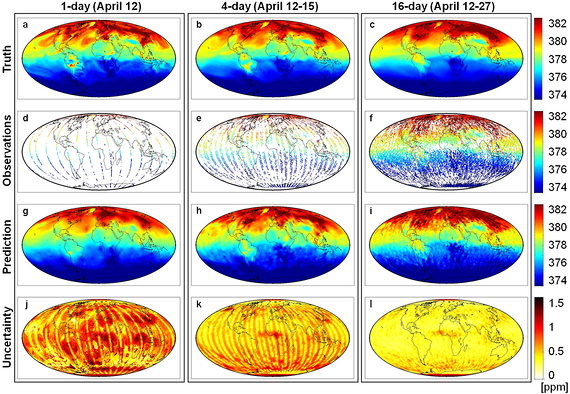 1-day (April 12) 4-day (April 12-15) 16-day (April 12-27)
Truth
a b c
382
380
378
376
374
Observations
d e f
382
380
378
376
374
Prediction
g h i
382
380
378
376
374
Uncertainty
j k l
1.5
1.0
0.5
0
[ppm]